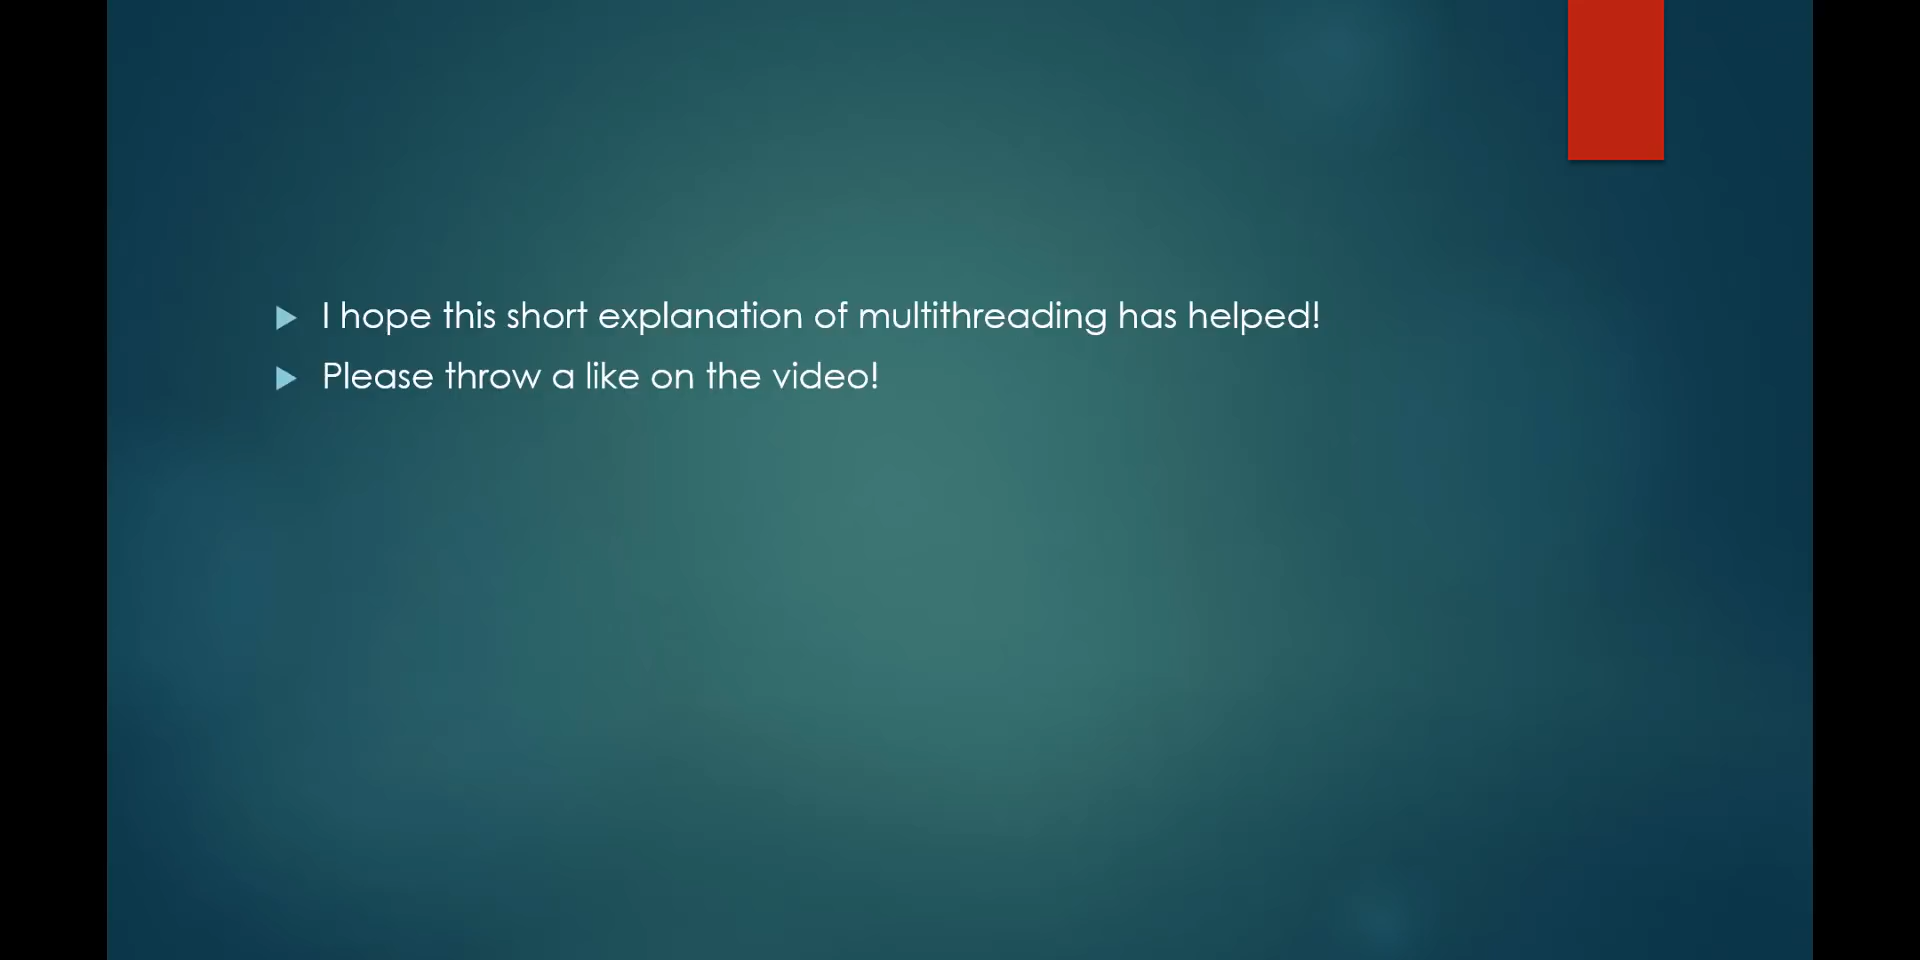 I hope this short explanation of multithreading has helped!
Please throw a like on the video!